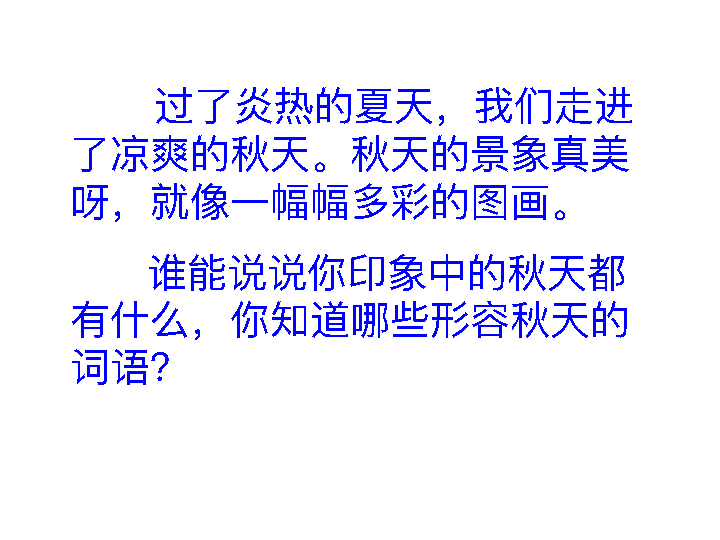 过了炎热的夏天，我们走进
了凉爽的秋天。秋天的景象真美
呀，就像一幅幅多彩的图画。
谁能说说你印象中的秋天都
有什么，你知道哪些形容秋天的
词语?